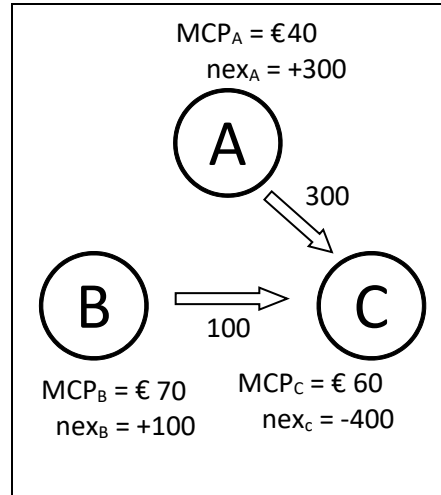 MCPA = €40
nexA = +300
A
300
B
C
100
MCPB = € 70
nexB = +100
MCPC = € 60
nexc = -400